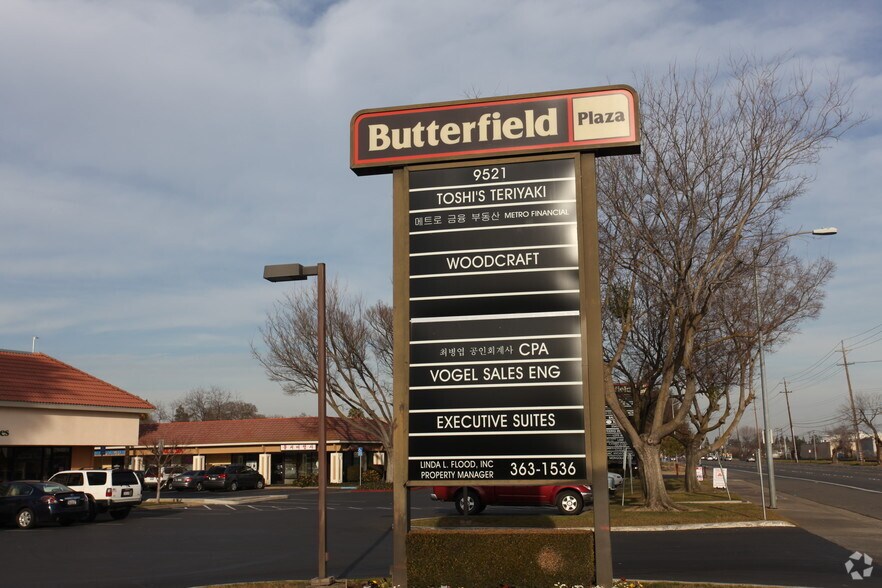 Butterfield Plaza
9521
TOSHI'S TERIYAKI
메트로 금융 부동산 METRO FINANCIAL
WOODCRAFT
최병업 공인회계사 CPA
VOGEL SALES ENG
EXECUTIVE SUITES
LINDA L. FLOOD, INC
PROPERTY MANAGER
363-1536